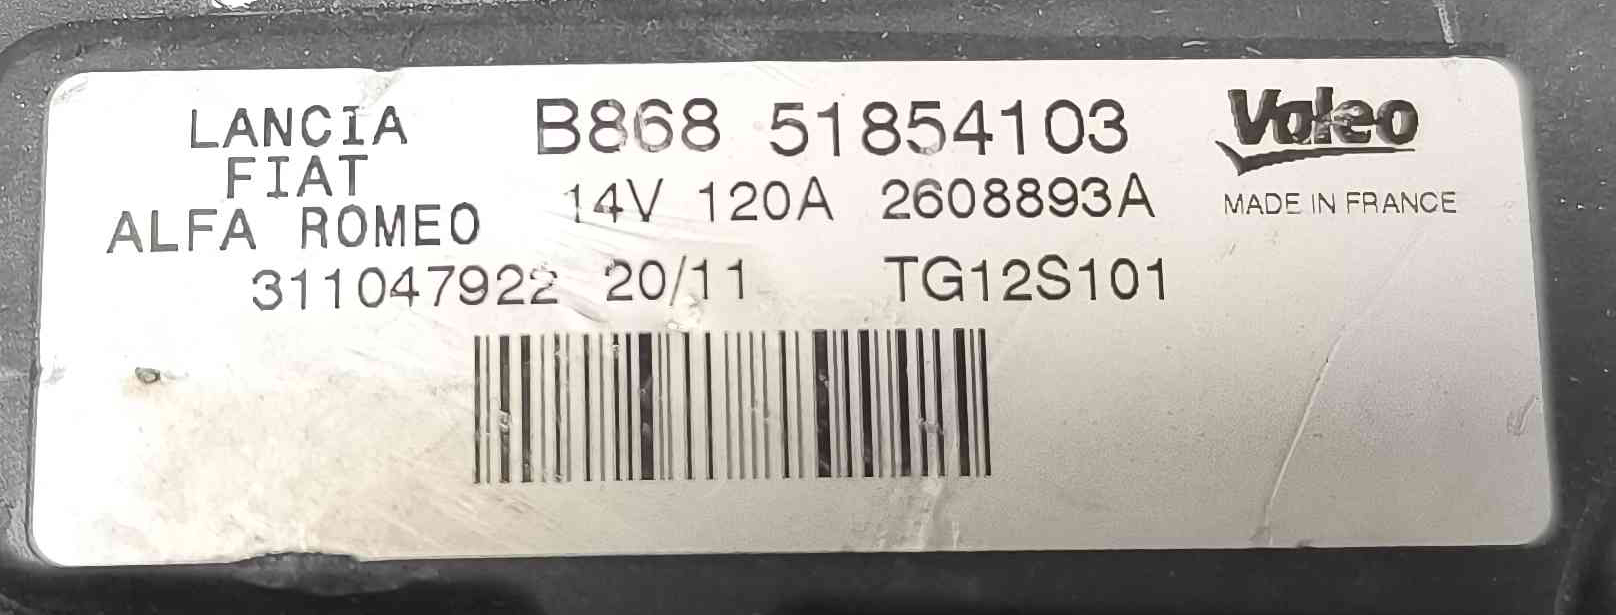 LANCIA B868 51854103 Valeo
FIAT
14V 120A 2608893A MADE IN FRANCE
ALFA ROMEO
311047922 20/11 TG12S101